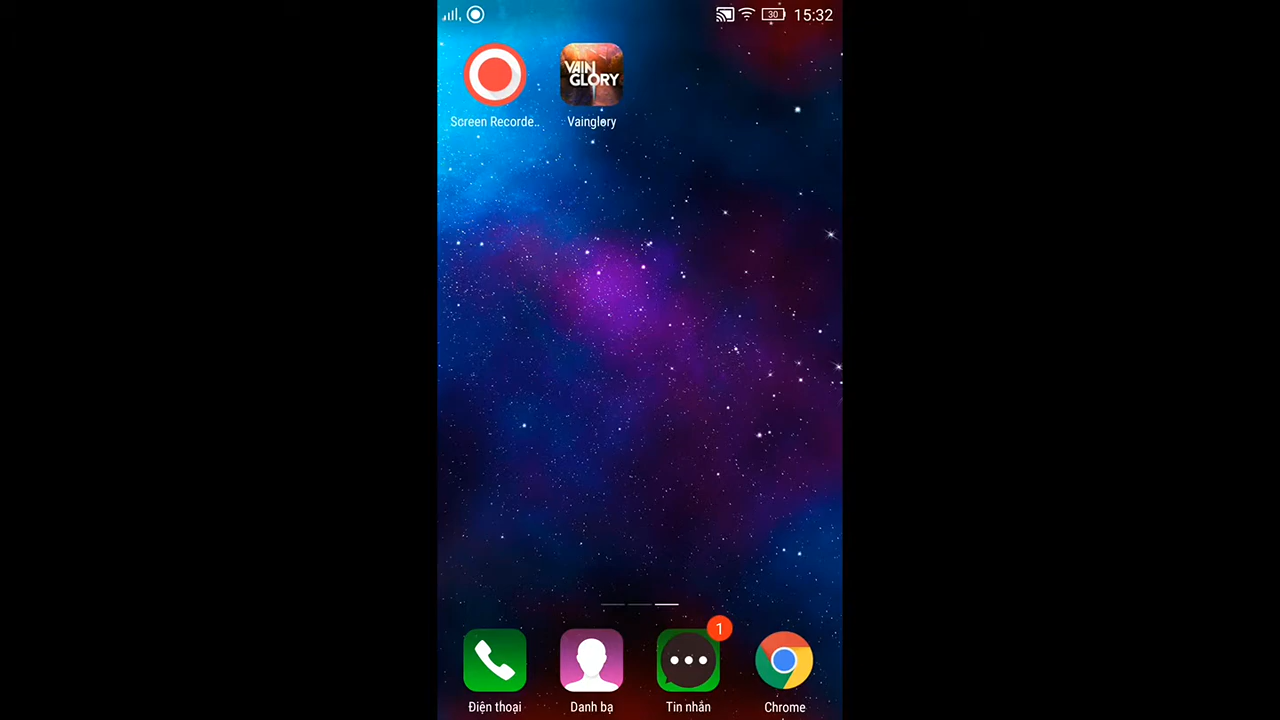 30 15:32
VAIN
GLORY
Screen Recorde..
Vainglory
1
Điện thoại
Danh bạ
Tin nhắn
Chrome